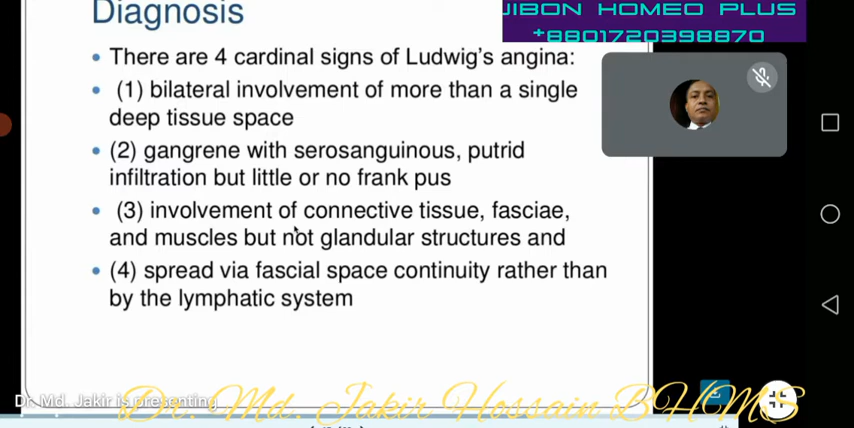 Diagnosis
JIBON HOMEO PLUS
+8801720398870
• There are 4 cardinal signs of Ludwig's angina:
• (1) bilateral involvement of more than a single
deep tissue space
• (2) gangrene with serosanguinous, putrid
infiltration but little or no frank pus
• (3) involvement of connective tissue, fasciae,
and muscles but not glandular structures and
• (4) spread via fascial space continuity rather than
by the lymphatic system
Dr. Md. Jakir is presenting
Dr. Md. Jakir Hossain BHMS